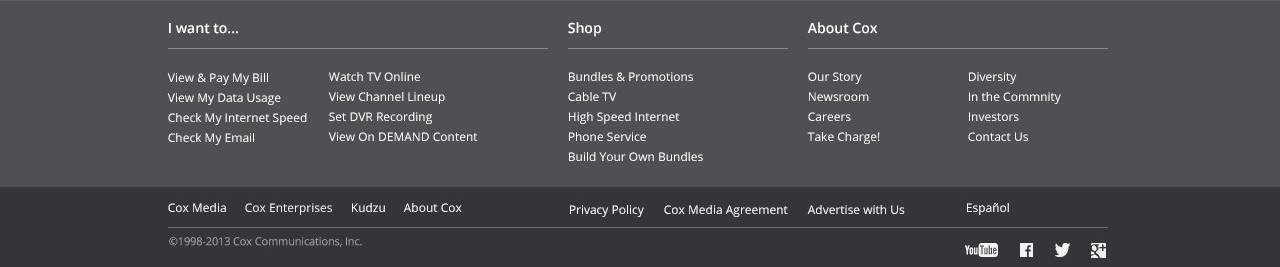 I want to...
View & Pay My Bill
View My Data Usage
Check My Internet Speed
Check My Email
Watch TV Online
View Channel Lineup
Set DVR Recording
View On DEMAND Content
Shop
Bundles & Promotions
Cable TV
High Speed Internet
Phone Service
Build Your Own Bundles
About Cox
Our Story
Newsroom
Careers
Take Charge!
Diversity
In the Commnity
Investors
Contact Us
Cox Media Cox Enterprises Kudzu About Cox Privacy Policy Cox Media Agreement Advertise with Us Español
©1998-2013 Cox Communications, Inc.
YouTube f g+